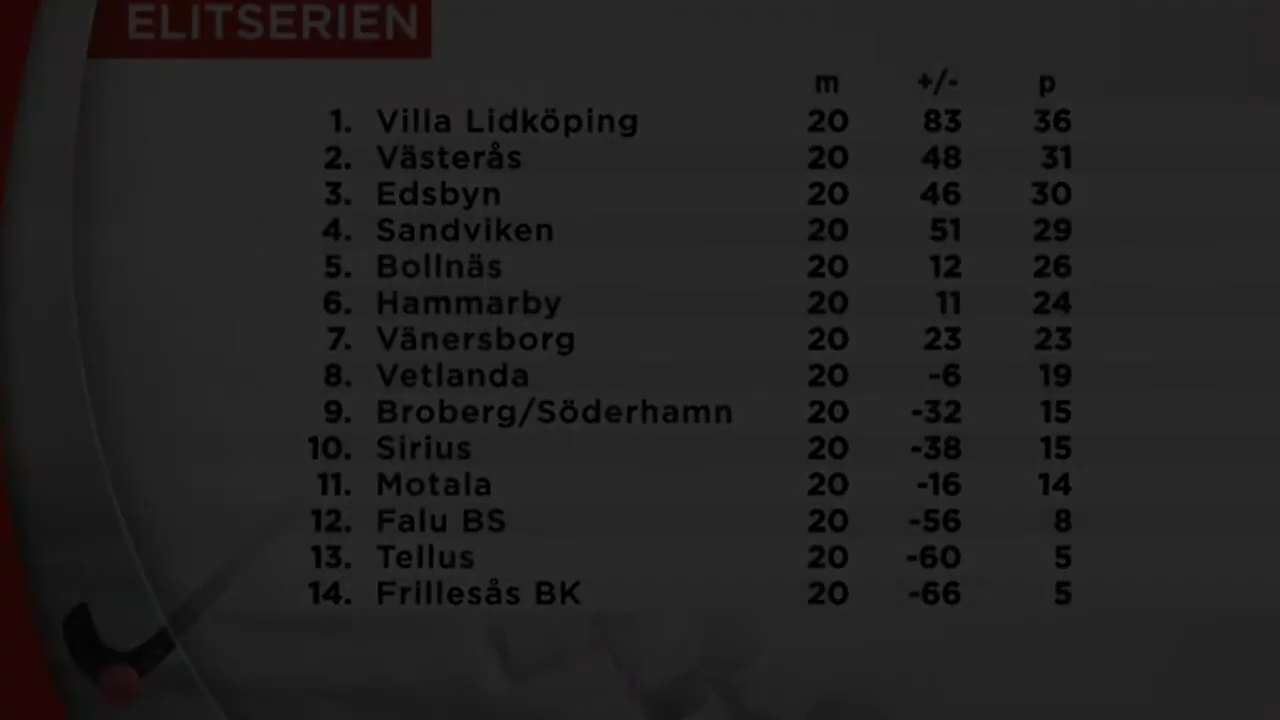 ELITSERIEN
m +/- p
1. Villa Lidköping 20 83 36
2. Västerås 20 48 31
3. Edsbyn 20 46 30
4. Sandviken 20 51 29
5. Bollnäs 20 12 26
6. Hammarby 20 11 24
7. Vänersborg 20 23 23
8. Vetlanda 20 -6 19
9. Broberg/Söderhamn 20 -32 15
10. Sirius 20 -38 15
11. Motala 20 -16 14
12. Falu BS 20 -56 8
13. Tellus 20 -60 5
14. Frillesås BK 20 -66 5